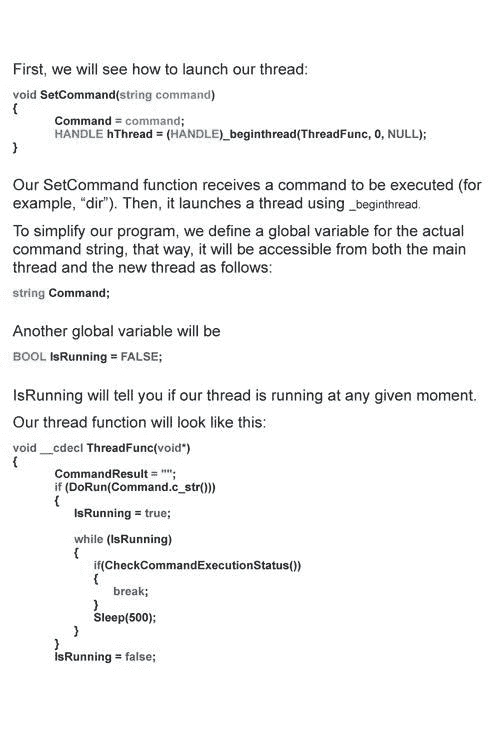 First, we will see how to launch our thread:
void SetCommand(string command)
{
Command = command;
HANDLE hThread = (HANDLE)_beginthread(ThreadFunc, 0, NULL);
}
Our SetCommand function receives a command to be executed (for
example, “dir”). Then, it launches a thread using _beginthread.
To simplify our program, we define a global variable for the actual
command string, that way, it will be accessible from both the main
thread and the new thread as follows:
string Command;
Another global variable will be
BOOL IsRunning = FALSE;
IsRunning will tell you if our thread is running at any given moment.
Our thread function will look like this:
void __cdecl ThreadFunc(void*)
{
CommandResult = "";
if (DoRun(Command.c_str()))
{
IsRunning = true;
while (IsRunning)
{
if(CheckCommandExecutionStatus())
{
break;
}
Sleep(500);
}
}
IsRunning = false;